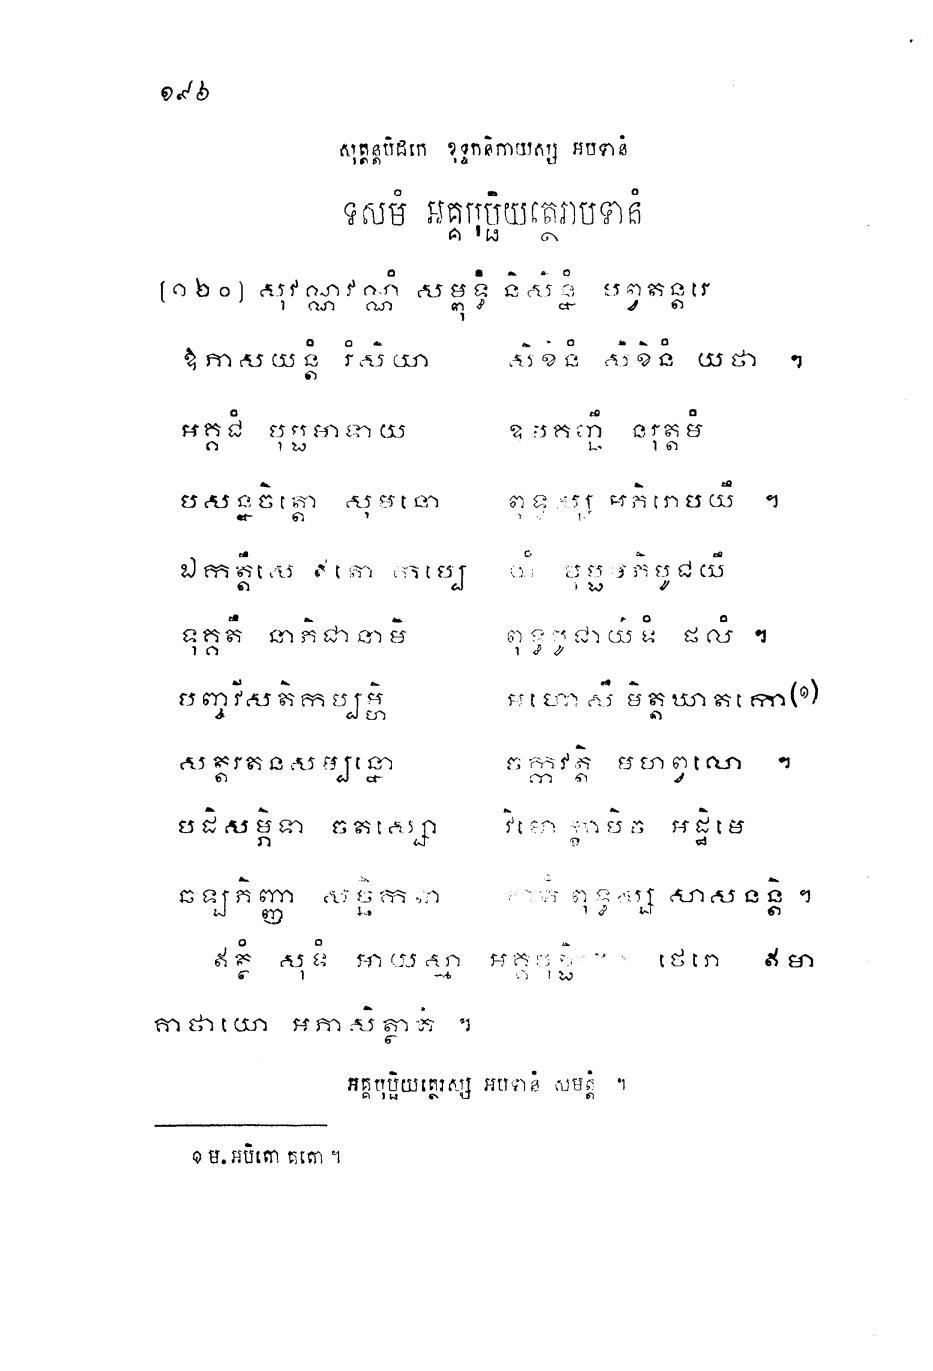 ១៩៦
សុត្តន្តបិដកេ ខុទ្ទកនិកាយស្ស អបទានំ
ទសមំ អគ្គបុប្ផិយត្ថេរាបទានំ
[១២០] សុវណ្ណវណ្ណំ សម្ពុទ្ធំ និសិន្នំ បព្វតន្តរេ
ឱភាសយន្តំ រំសិយា សិខិនំ សិខិនំ យថា ។
អគ្គជំ បុប្ផមាទាយ ឧបគញ្ឆឹ នរុត្តមំ
បសន្នចិត្តោ សុមនោ ពុទ្ធស្ស អភិរោបយឹ ។
ឯកត្តឹសេ ឥតោ កប្បេ យំ បុប្ផមភិបូជយឹ
ទុគ្គតឹ នាភិជានាមិ ពុទ្ធបូជាយិទំ ផលំ ។
បញ្ចវីសតិកប្បម្ហិ អហោសឹ មិត្តឃាតកោ(១)
សត្តរតនសម្បន្នោ ចក្កវត្តិ មហព្វលោ ។
បដិសម្ភិទា ចតស្សោ វិមោក្ខាបិច អដ្ឋិមេ
ឆឡភិញ្ញា សច្ឆិកតា កតំ ពុទ្ធស្ស សាសនន្តិ ។
ឥត្ថំ សុទំ អាយស្មា អគ្គបុប្ផិយោ ថេរោ ឥមា
គាថាយោ អភាសិត្ថាតិ ។
អគ្គបុប្ផិយត្ថេរស្ស អបទានំ សមត្តំ ។
១ ម. អមិតោ គតោ ។